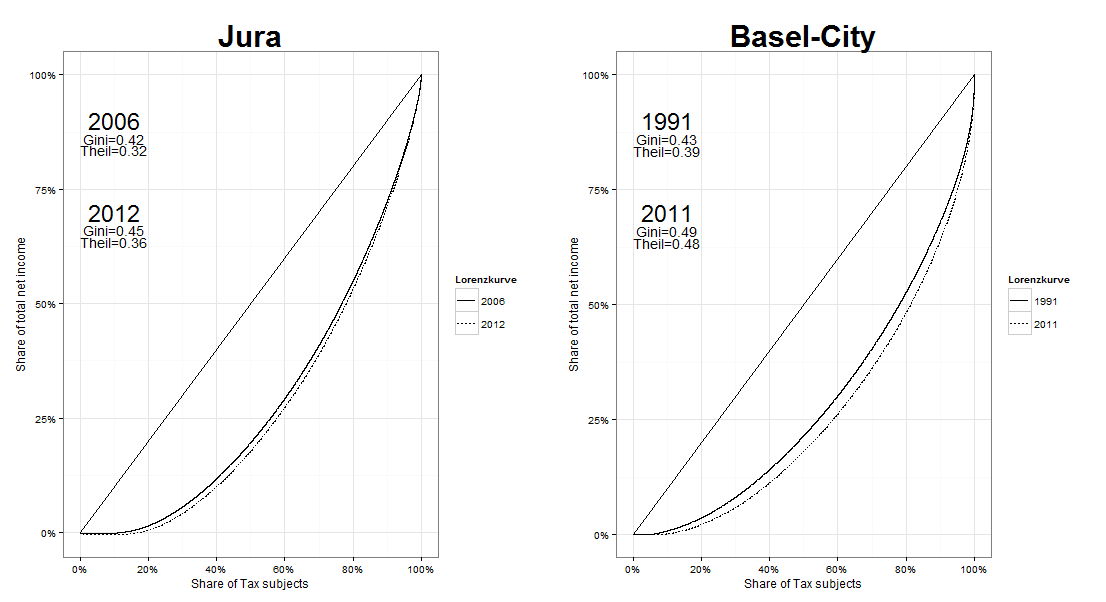 Jura
100%
75%
50%
25%
0%
Share of total net income
2006
Gini=0.42
Theil=0.32
2012
Gini=0.45
Theil=0.36
0%
20%
40%
60%
80%
100%
Share of Tax subjects
Lorenzkurve
2006
2012
Basel-City
100%
75%
50%
25%
0%
Share of total net income
1991
Gini=0.43
Theil=0.39
2011
Gini=0.49
Theil=0.48
0%
20%
40%
60%
80%
100%
Share of Tax subjects
Lorenzkurve
1991
2011